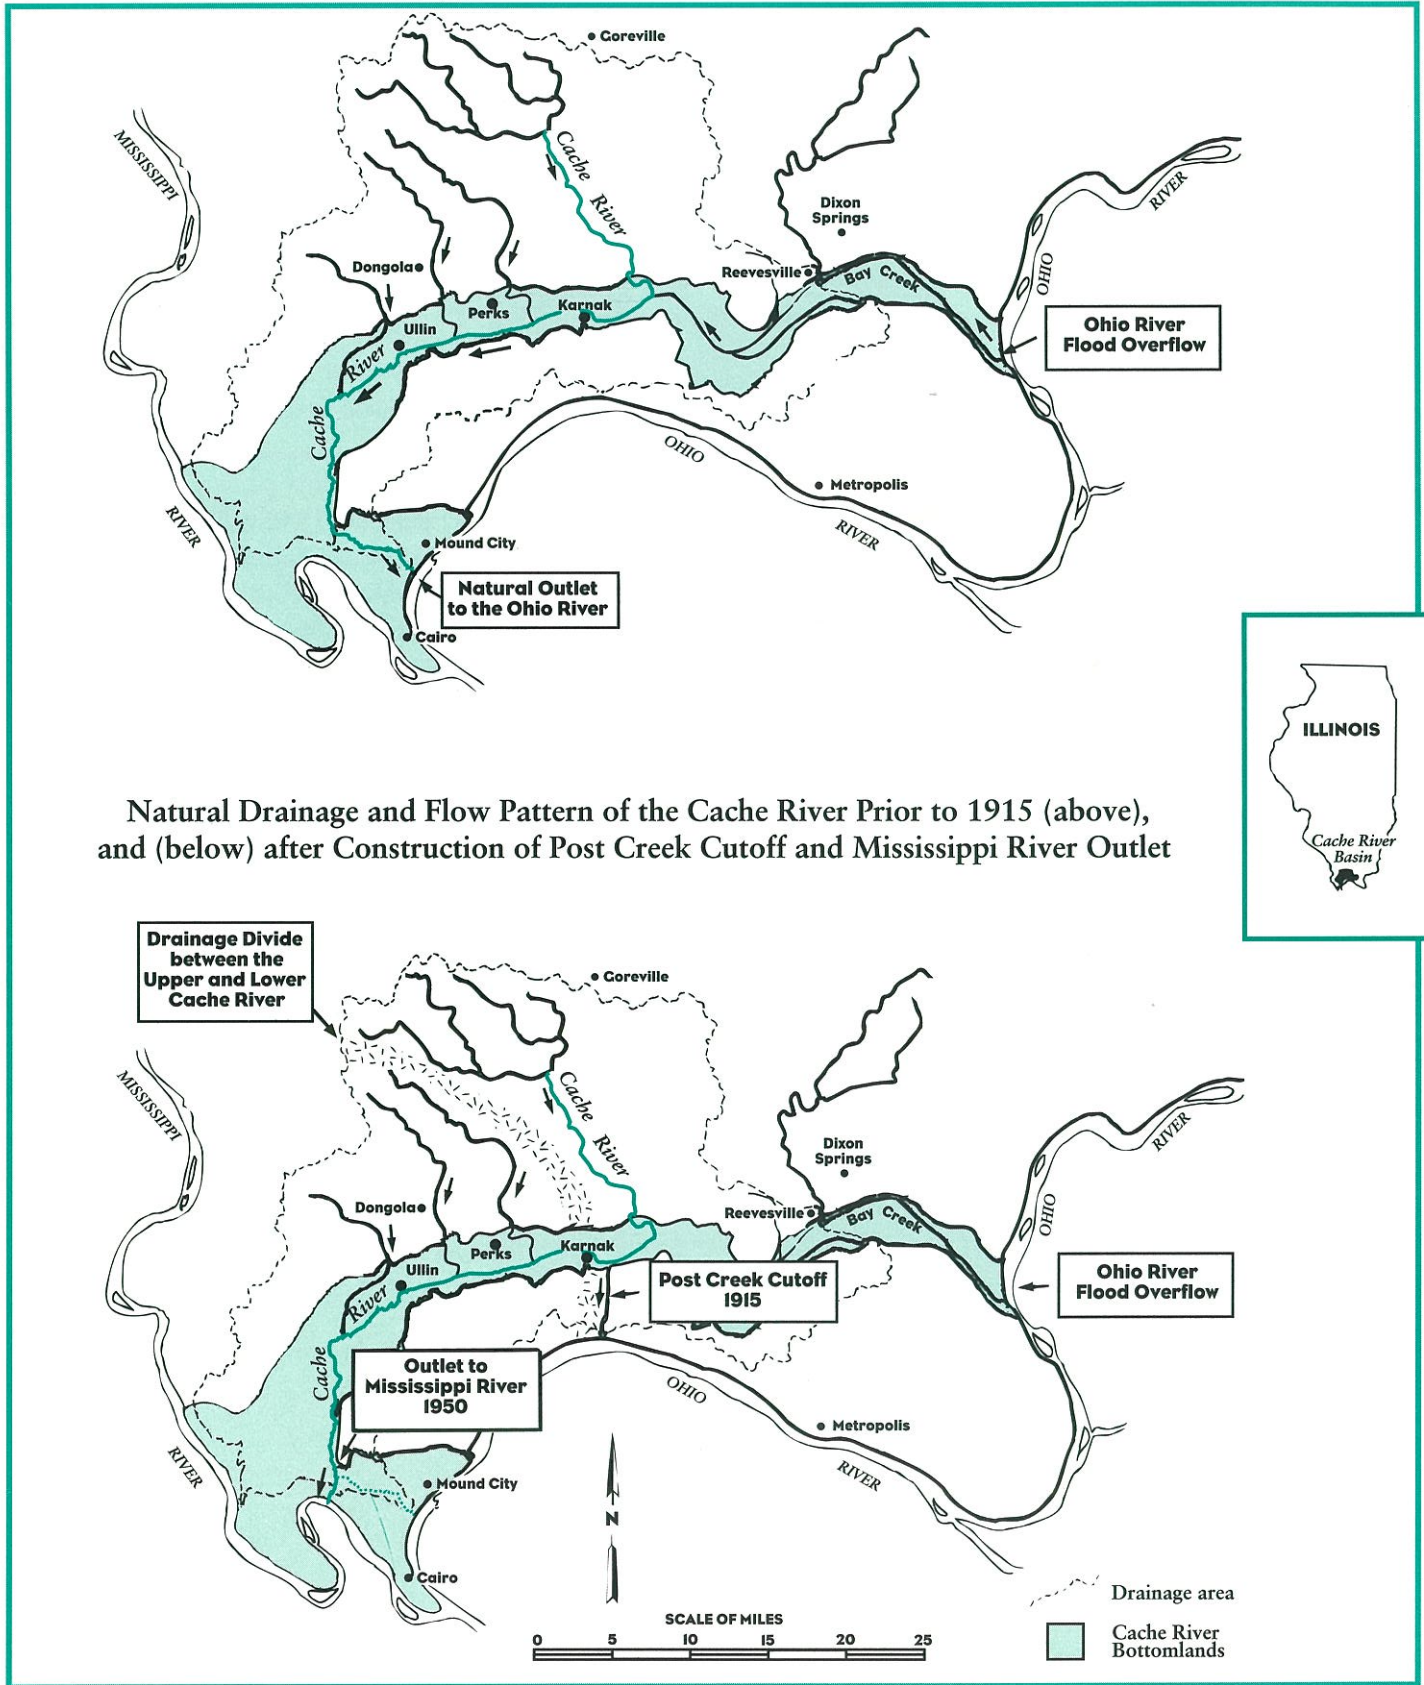 Goreville
MISSISSIPPI
Cache
River
RIVER
Dixon
Springs
Dongola
Reevesville
Bay Creek
OHIO
Perks
Karnak
Ullin
Ohio River
Flood Overflow
River
Cache
OHIO
Metropolis
RIVER
RIVER
Mound City
Natural Outlet
to the Ohio River
Cairo
ILLINOIS
Cache River
Basin
Natural Drainage and Flow Pattern of the Cache River Prior to 1915 (above),
and (below) after Construction of Post Creek Cutoff and Mississippi River Outlet
Drainage Divide
between the
Upper and Lower
Cache River
Goreville
MISSISSIPPI
Cache
River
RIVER
Dixon
Springs
Dongola
Reevesville
Bay Creek
OHIO
Perks
Karnak
Ullin
Post Creek Cutoff
1915
Ohio River
Flood Overflow
River
Cache
Outlet to
Mississippi River
1950
OHIO
Metropolis
RIVER
RIVER
Mound City
N
Cairo
Drainage area
SCALE OF MILES
0 5 10 15 20 25
Cache River
Bottomlands